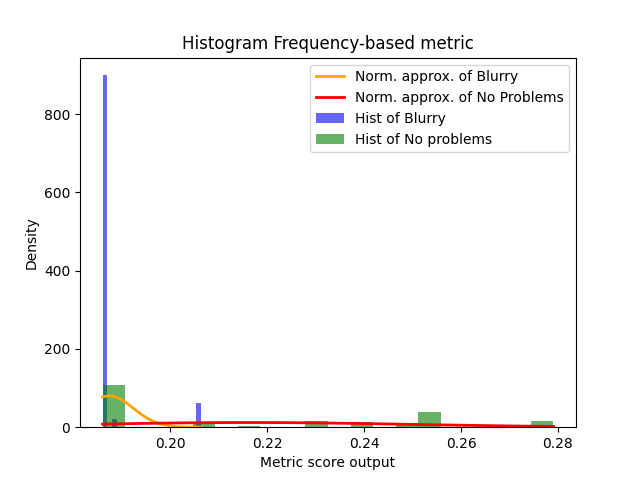 Histogram Frequency-based metric
Norm. approx. of Blurry
Norm. approx. of No Problems
Hist of Blurry
Hist of No problems
Density
800
600
400
200
0
0.20 0.22 0.24 0.26 0.28
Metric score output